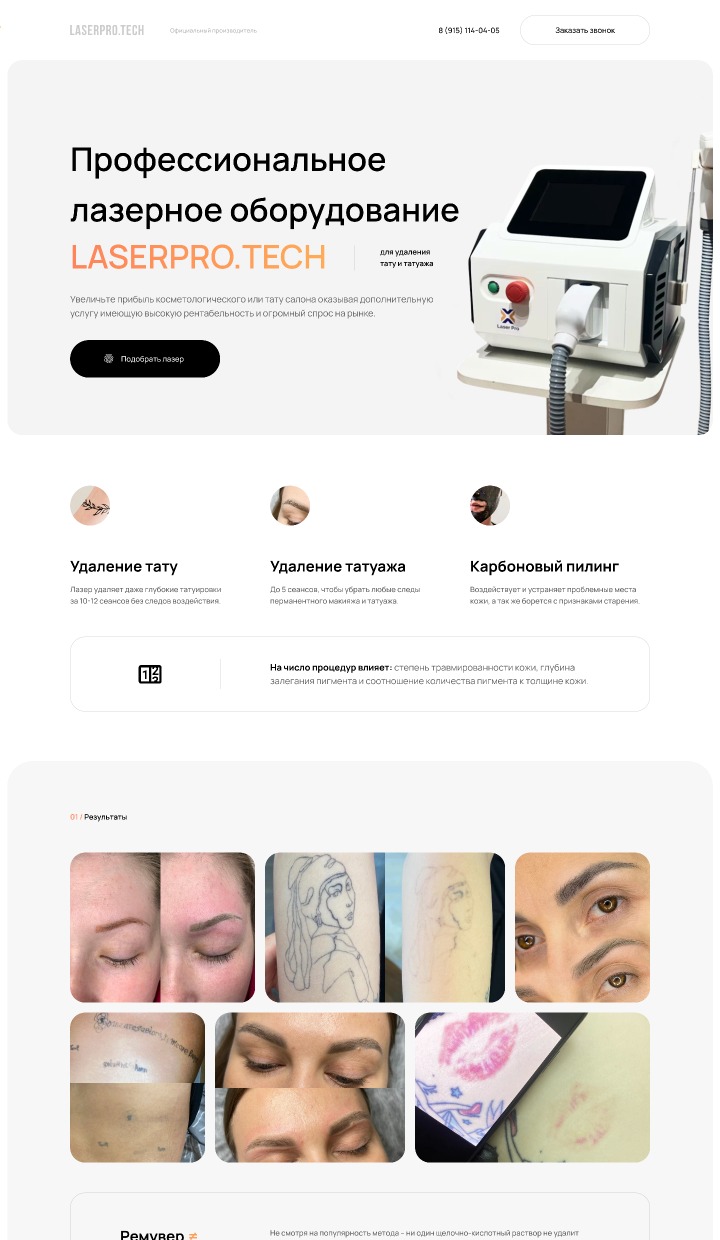 LASERPRO.TECH
Официальный производитель
8 (915) 114-04-05
Заказать звонок
Профессиональное
лазерное оборудование
LASERPRO.TECH
для удаления
тату и татуажа
Увеличьте прибыль косметологического или тату салона оказывая дополнительную
услугу имеющую высокую рентабельность и огромный спрос на рынке.
Подобрать лазер
Laser Pro
Удаление тату
Лазер удаляет даже глубокие татуировки
за 10-12 сеансов без следов воздействия.
Удаление татуажа
До 5 сеансов, чтобы убрать любые следы
перманентного макияжа и татуажа.
Карбоновый пилинг
Воздействует и устраняет проблемные места
кожи, а так же борется с признаками старения.
На число процедур влияет: степень травмированности кожи, глубина
залегания пигмента и соотношение количества пигмента к толщине кожи.
01 / Результаты
Ремувер ≠
Не смотря на популярность метода – ни один щелочно-кислотный раствор не удалит